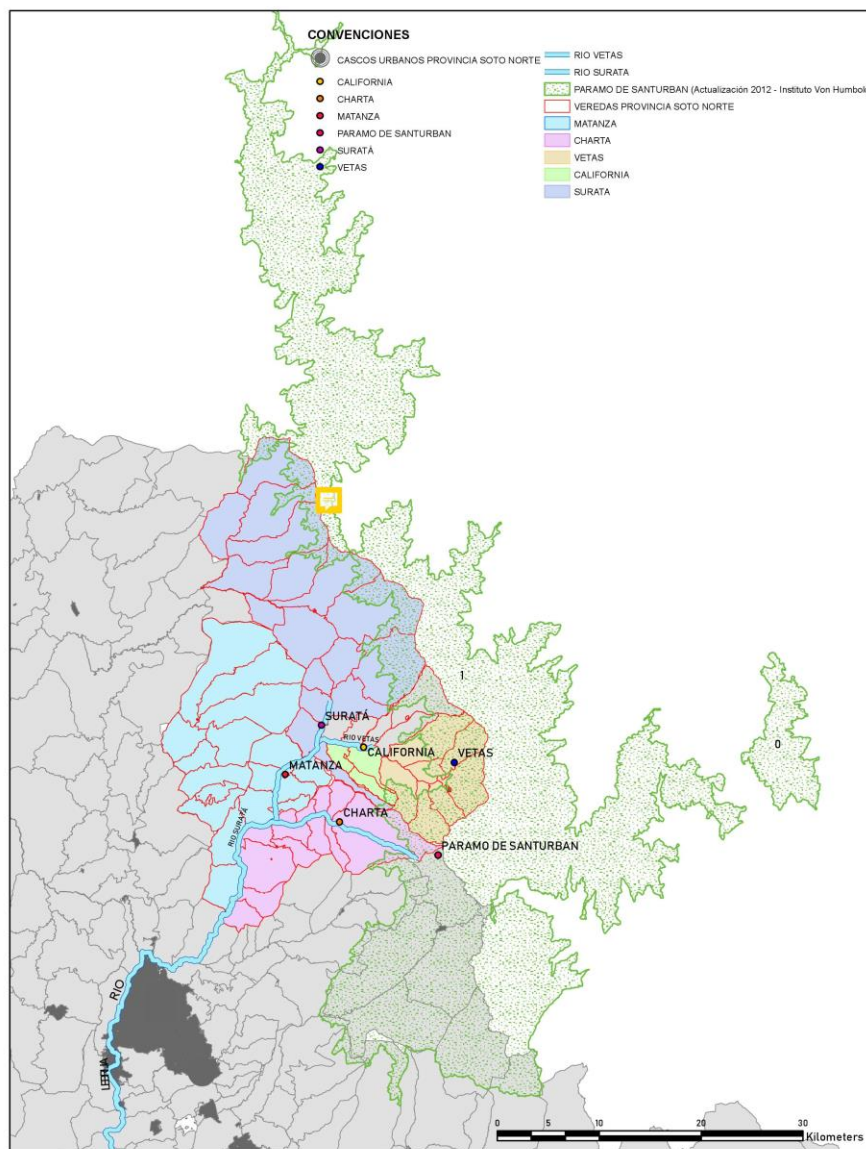 CONVENCIONES
CASCOS URBANOS PROVINCIA SOTO NORTE
CALIFORNIA
CHARTA
MATANZA
PARAMO DE SANTURBAN
SURATÁ
VETAS
RIO VETAS
RIO SURATA
PARAMO DE SANTURBAN (Actualización 2012 - Instituto Von Humbol
VEREDAS PROVINCIA SOTO NORTE
MATANZA
CHARTA
VETAS
CALIFORNIA
SURATA
1
0
SURATÁ
RIO VETAS
CALIFORNIA
VETAS
MATANZA
CHARTA
RIO SURATÁ
PARAMO DE SANTURBAN
RIO
0 5 10 20 30
Kilometers